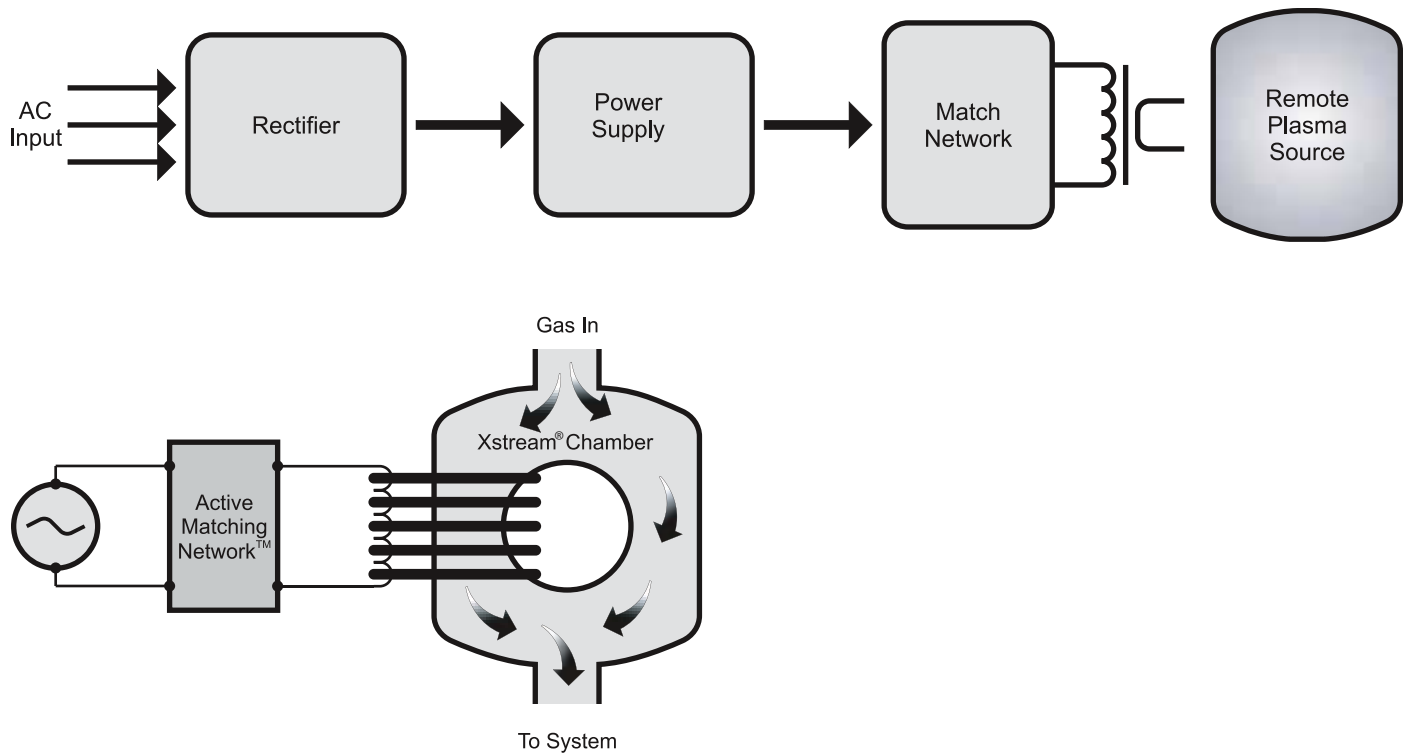 AC
Input
Rectifier
Power
Supply
Match
Network
Remote
Plasma
Source
Gas In
Xstream® Chamber
Active
Matching
Network™
To System